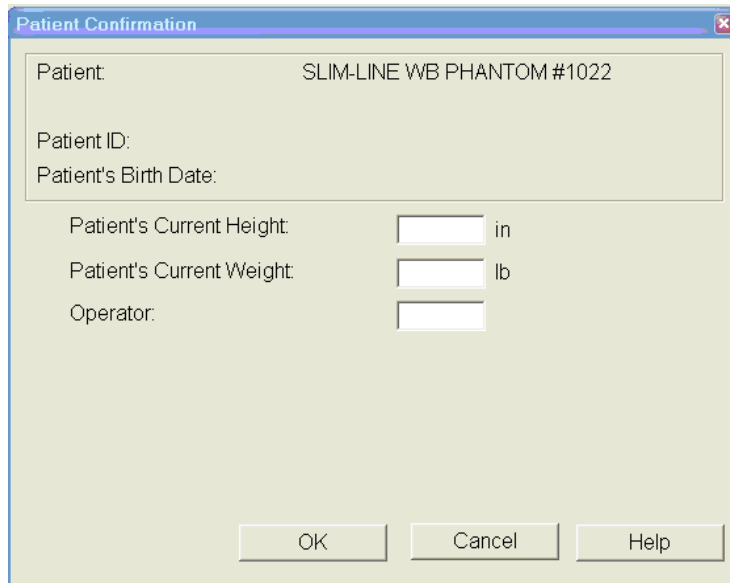 Patient Confirmation
Patient: SLIM-LINE WB PHANTOM #1022
Patient ID:
Patient's Birth Date:
Patient's Current Height: in
Patient's Current Weight: lb
Operator:
OK Cancel Help